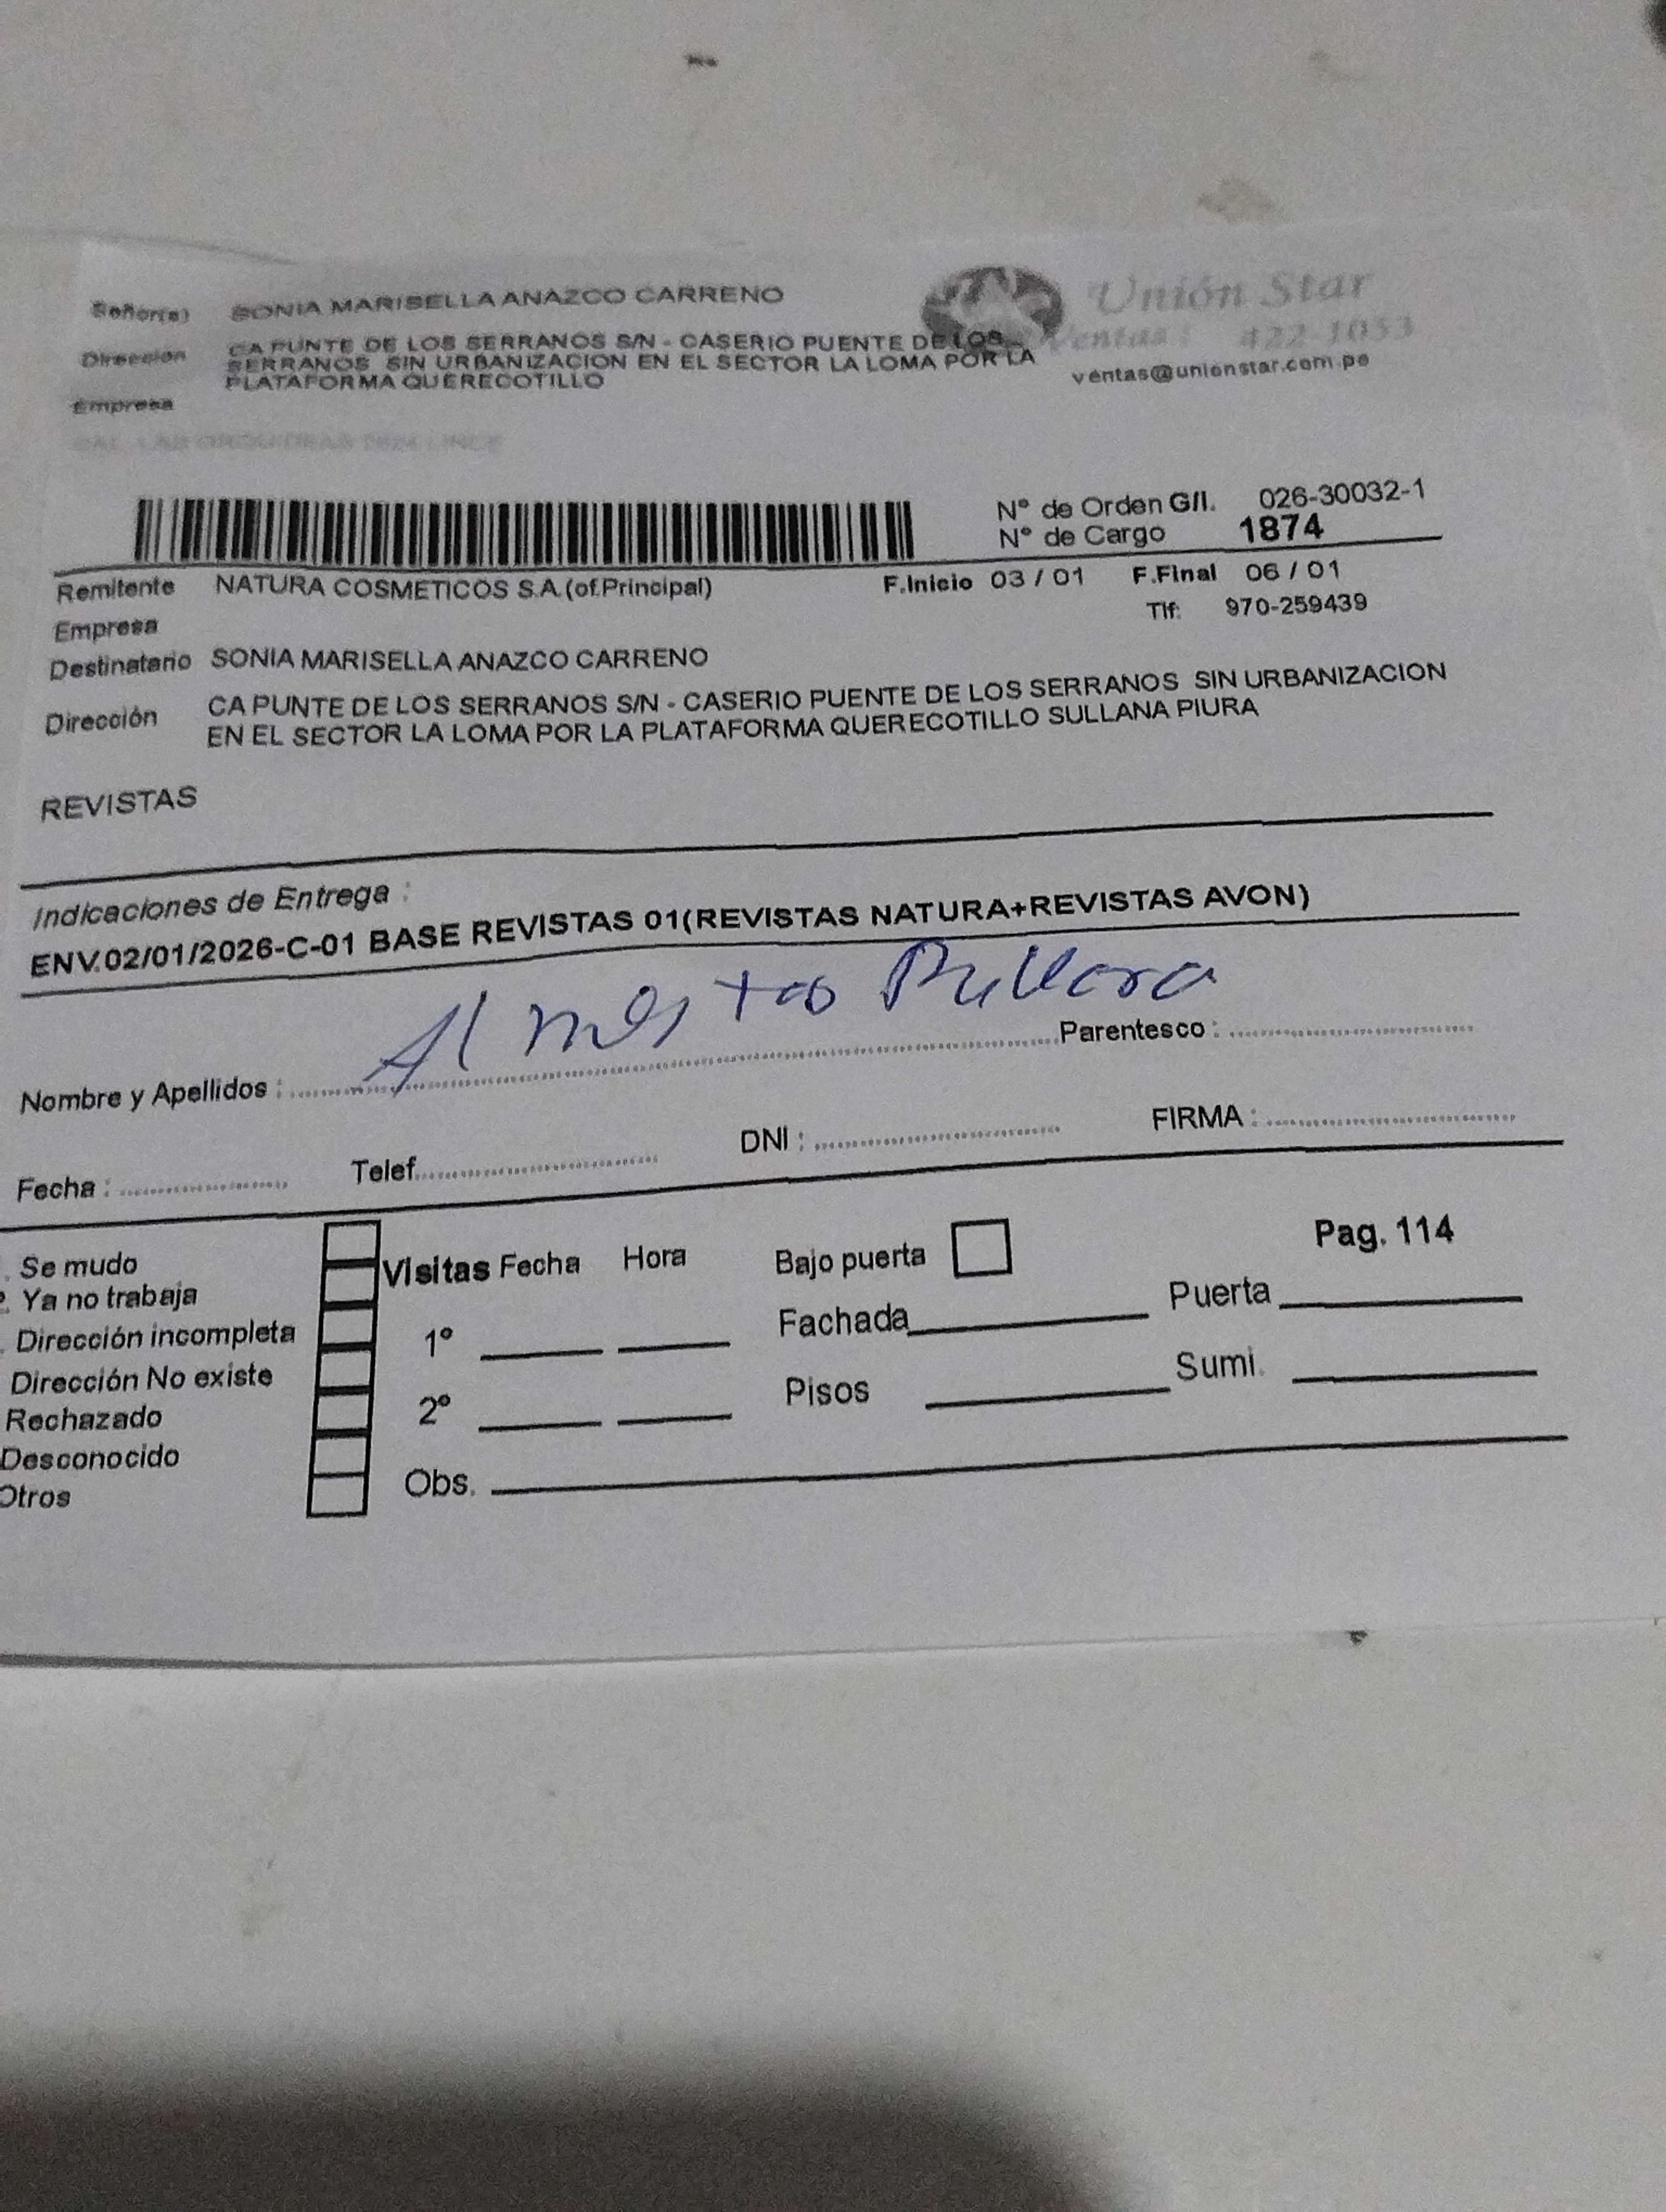 Señor(a) SONIA MARISELLA ANAZCO CARRENO
Unión Star
Dirección CA PUNTE DE LOS SERRANOS S/N - CASERIO PUENTE DE LOS
SERRANOS SIN URBANIZACION EN EL SECTOR LA LOMA POR LA
PLATAFORMA QUERECOTILLO
Ventas : 422-1053
ventas@unionstar.com.pe
Empresa
Nº de Orden G/I. 026-30032-1
Nº de Cargo 1874
Remitente NATURA COSMETICOS S.A.(of.Principal) F.Inicio 03 / 01 F.Final 06 / 01
Empresa Tlf: 970-259439
Destinatario SONIA MARISELLA ANAZCO CARRENO
Dirección CA PUNTE DE LOS SERRANOS S/N - CASERIO PUENTE DE LOS SERRANOS SIN URBANIZACION
EN EL SECTOR LA LOMA POR LA PLATAFORMA QUERECOTILLO SULLANA PIURA
REVISTAS
Indicaciones de Entrega :
ENV.02/01/2026-C-01 BASE REVISTAS 01(REVISTAS NATURA+REVISTAS AVON)
Nombre y Apellidos : Parentesco :
Fecha : Telef. DNI : FIRMA :
Se mudo Visitas Fecha Hora Bajo puerta Pag. 114
Ya no trabaja
Dirección incompleta 1º Fachada Puerta
Dirección No existe
Rechazado 2º Pisos Sumi.
Desconocido
Otros Obs.